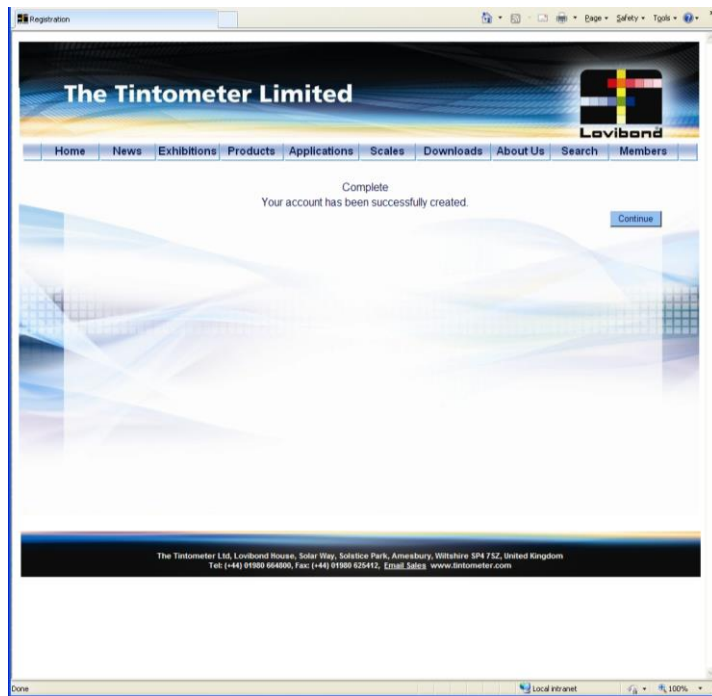 Registration
Page Safety Tools
The Tintometer Limited
Lovibond
Home News Exhibitions Products Applications Scales Downloads About Us Search Members
Complete
Your account has been successfully created.
Continue
The Tintometer Ltd, Lovibond House, Solar Way, Solstice Park, Amesbury, Wiltshire SP4 7SZ, United Kingdom
Tel: (+44) 01980 664800, Fax: (+44) 01980 625412, Email Sales www.tintometer.com
Done Local intranet 100%